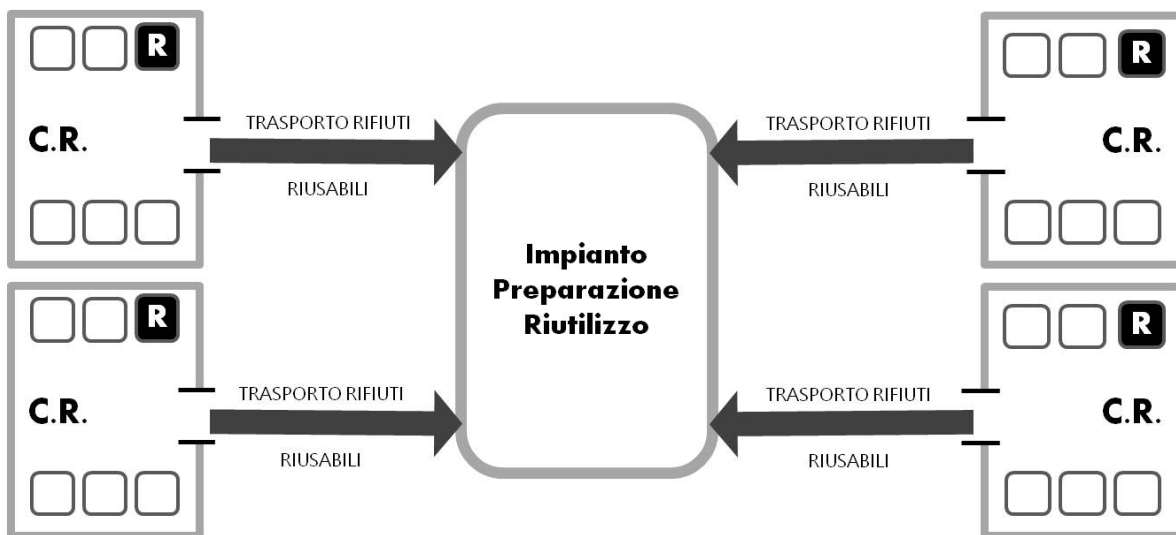 R
C.R.
TRASPORTO RIFIUTI
RIUSABILI
R
C.R.
TRASPORTO RIFIUTI
RIUSABILI
Impianto
Preparazione
Riutilizzo
TRASPORTO RIFIUTI
RIUSABILI
R
C.R.
TRASPORTO RIFIUTI
RIUSABILI
R
C.R.